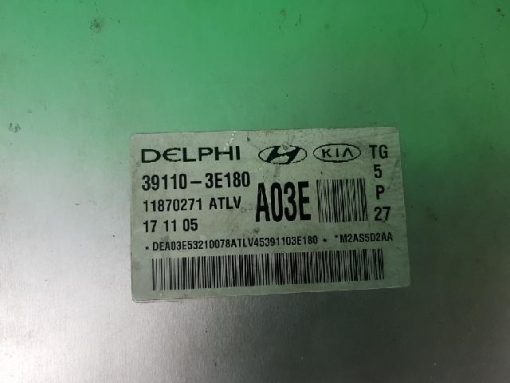 DELPHI KIA TG
39110-3E180 5
11870271 ATLV A03E P
17 11 05 27
*DEA03E53210078ATLV45391103E180* *M2AS5D2AA